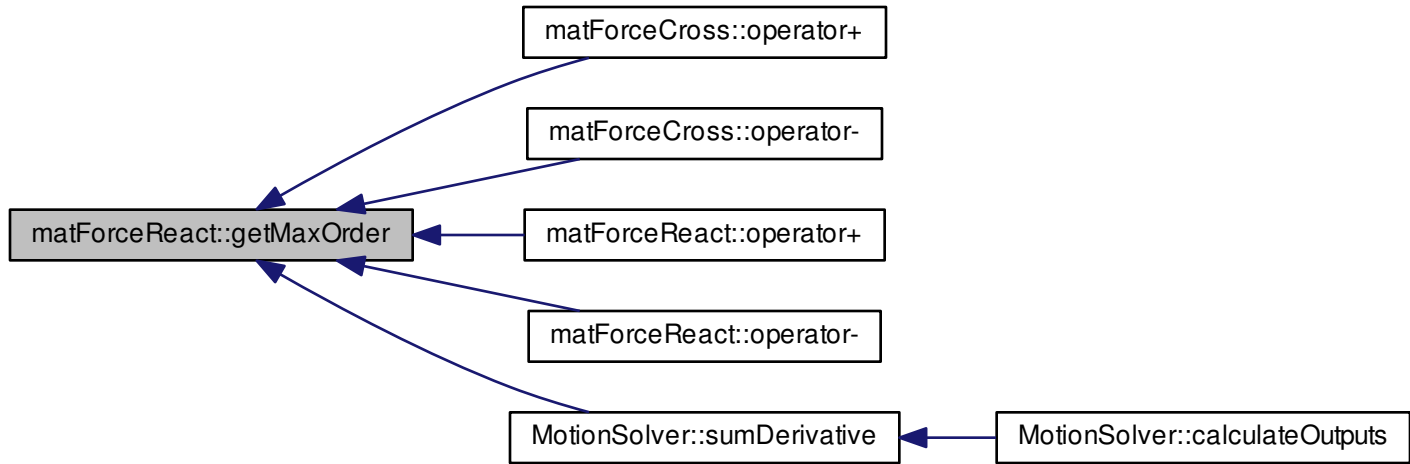 matForceCross::operator+
matForceCross::operator-
matForceReact::getMaxOrder
matForceReact::operator+
matForceReact::operator-
MotionSolver::sumDerivative
MotionSolver::calculateOutputs